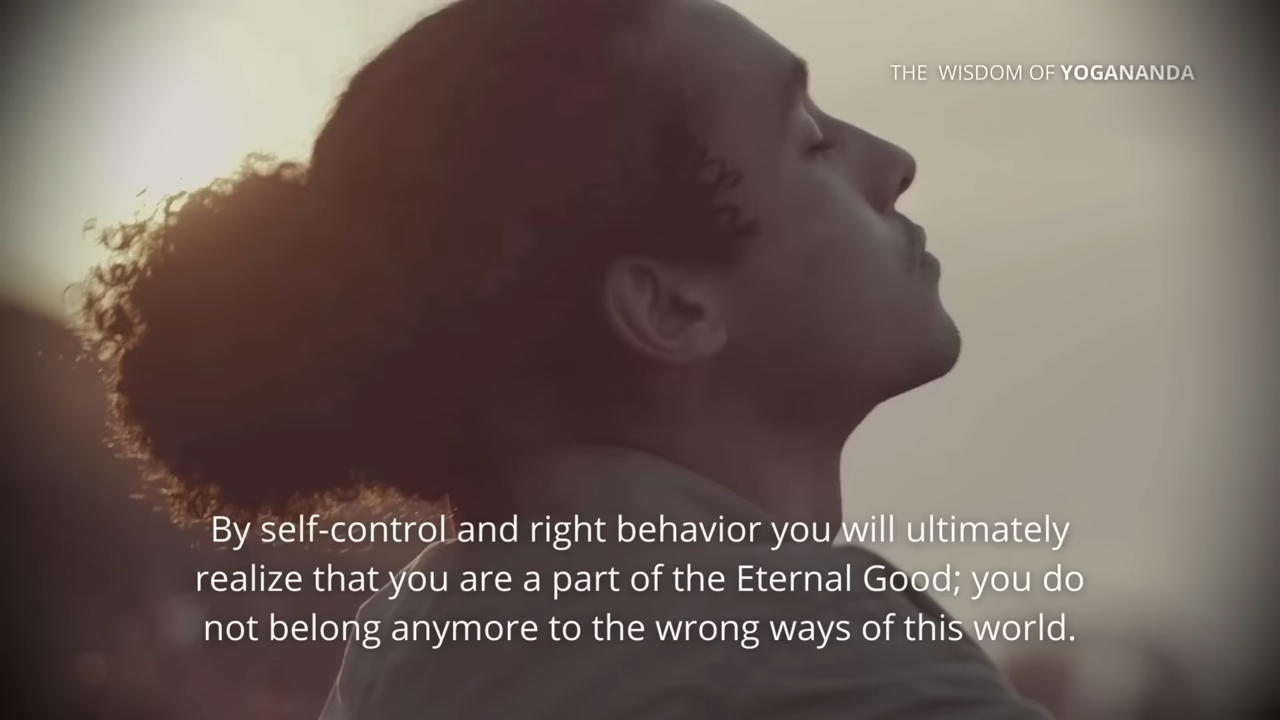 THE WISDOM OF YOGANANDA
By self-control and right behavior you will ultimately
realize that you are a part of the Eternal Good; you do
not belong anymore to the wrong ways of this world.